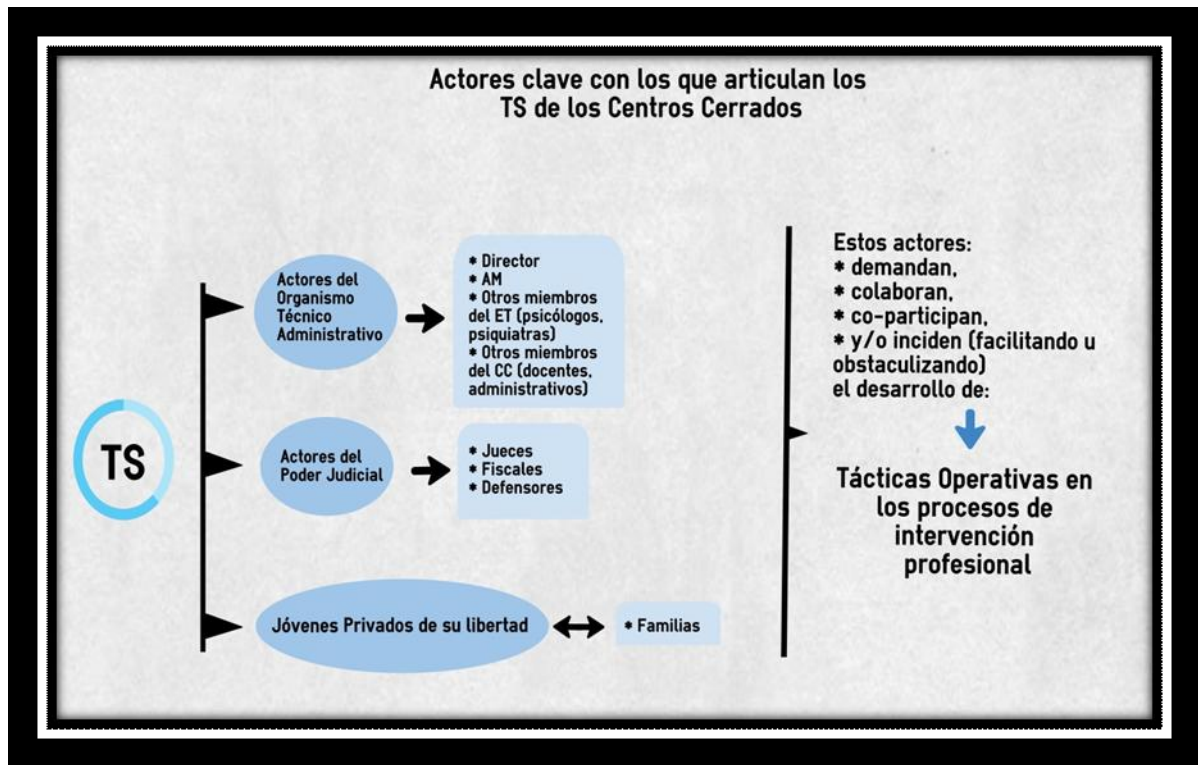 Actores clave con los que articulan los
TS de los Centros Cerrados
TS
Actores del
Organismo
Técnico
Administrativo
* Director
* AM
* Otros miembros
del ET (psicólogos,
psiquiatras)
* Otros miembros
del CC (docentes,
administrativos)
Actores del
Poder Judicial
* Jueces
* Fiscales
* Defensores
Jóvenes Privados de su libertad
* Familias
Estos actores:
* demandan,
* colaboran,
* co-participan,
* y/o inciden (facilitando u
obstaculizando)
el desarrollo de:
Tácticas Operativas en
los procesos de
intervención
profesional